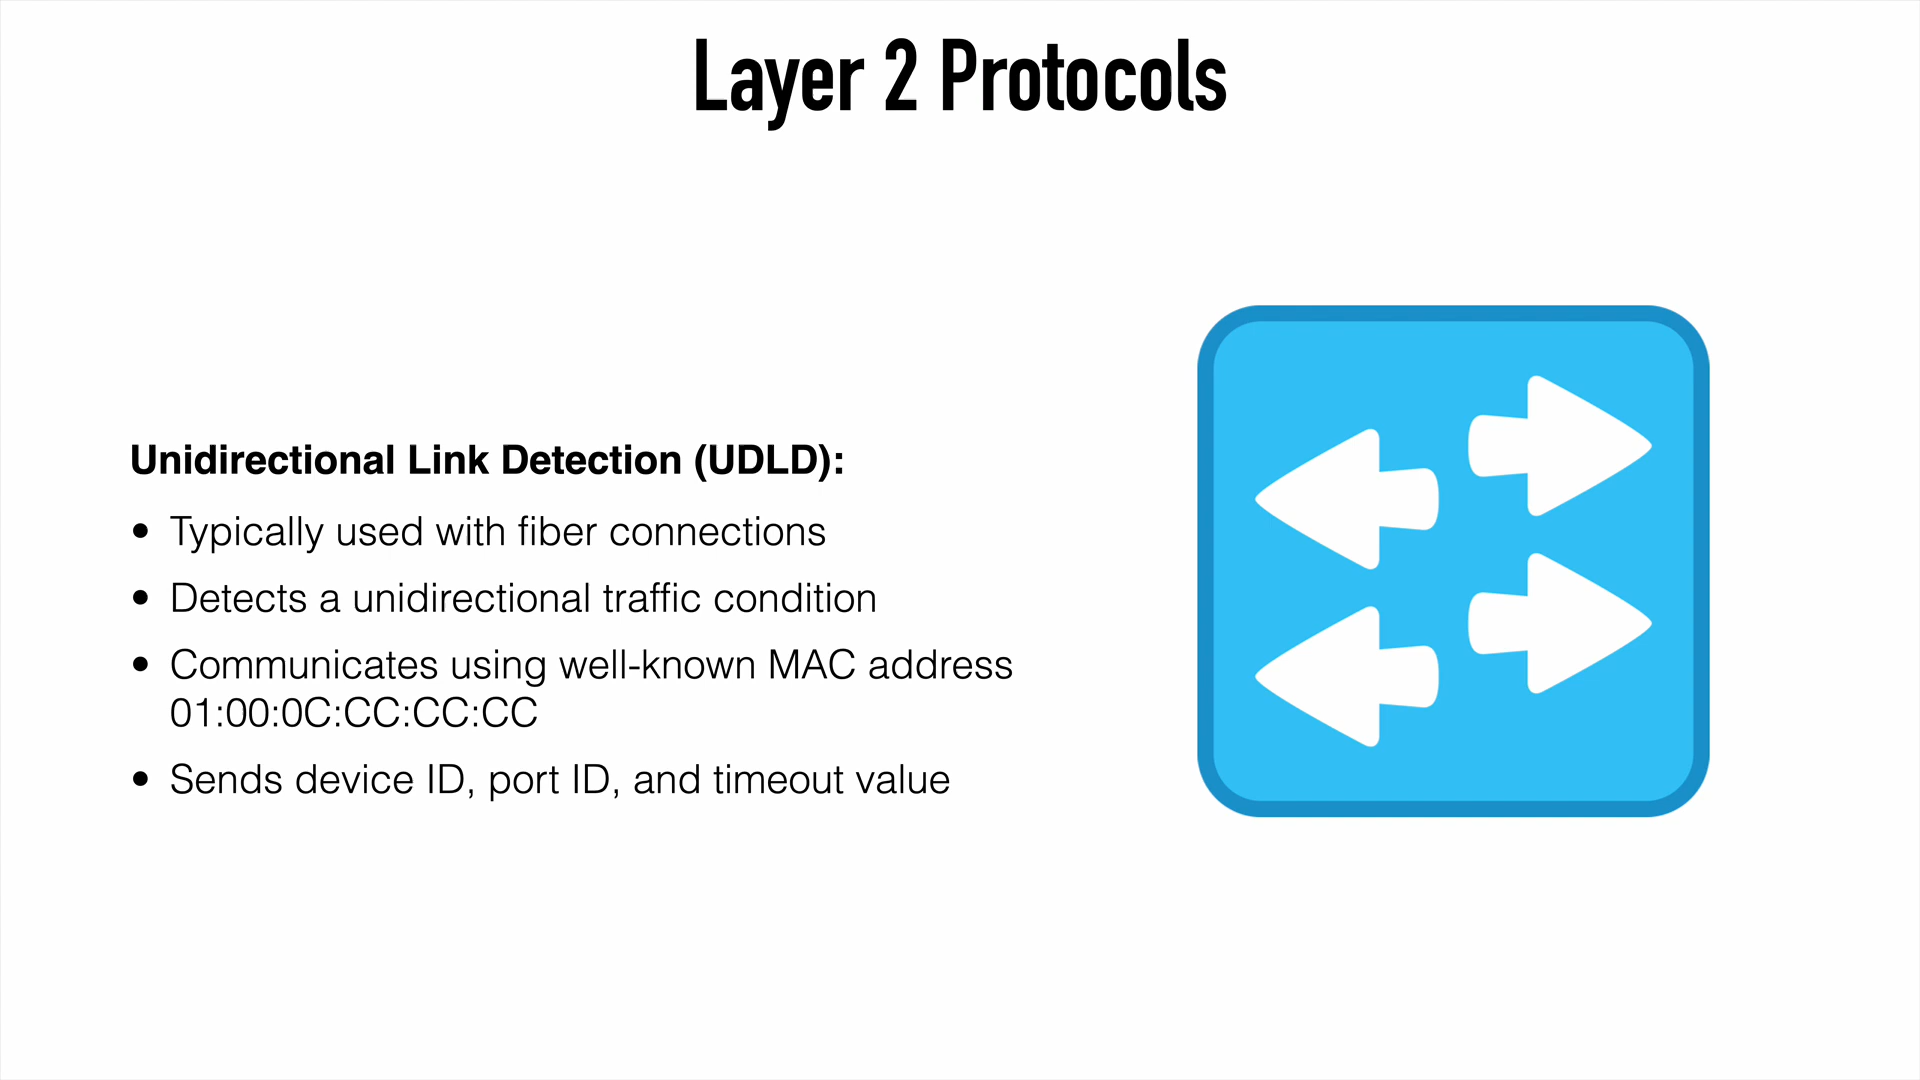 Layer 2 Protocols
Unidirectional Link Detection (UDLD):
• Typically used with fiber connections
• Detects a unidirectional traffic condition
• Communicates using well-known MAC address
01:00:0C:CC:CC:CC
• Sends device ID, port ID, and timeout value